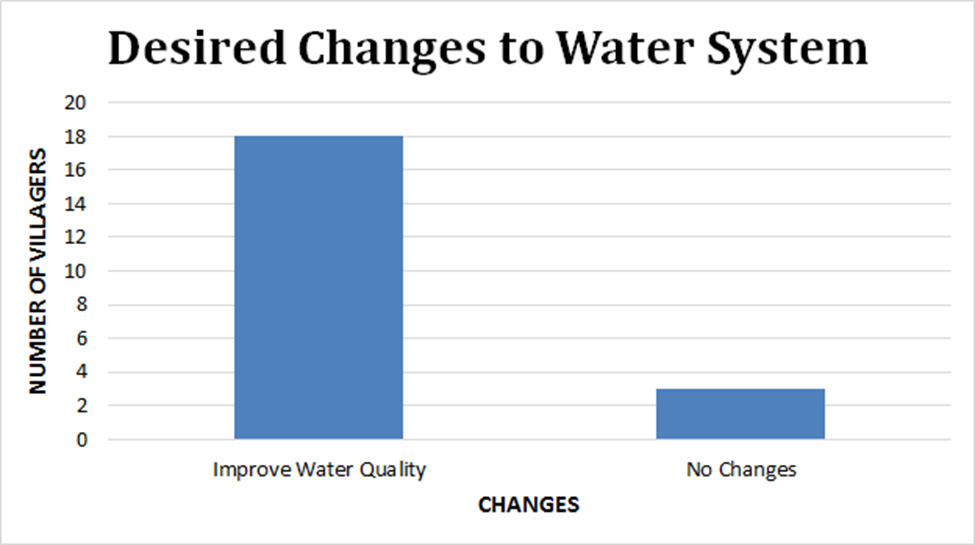 Desired Changes to Water System
NUMBER OF VILLAGERS
20
18
16
14
12
10
8
6
4
2
0
Improve Water Quality
No Changes
CHANGES